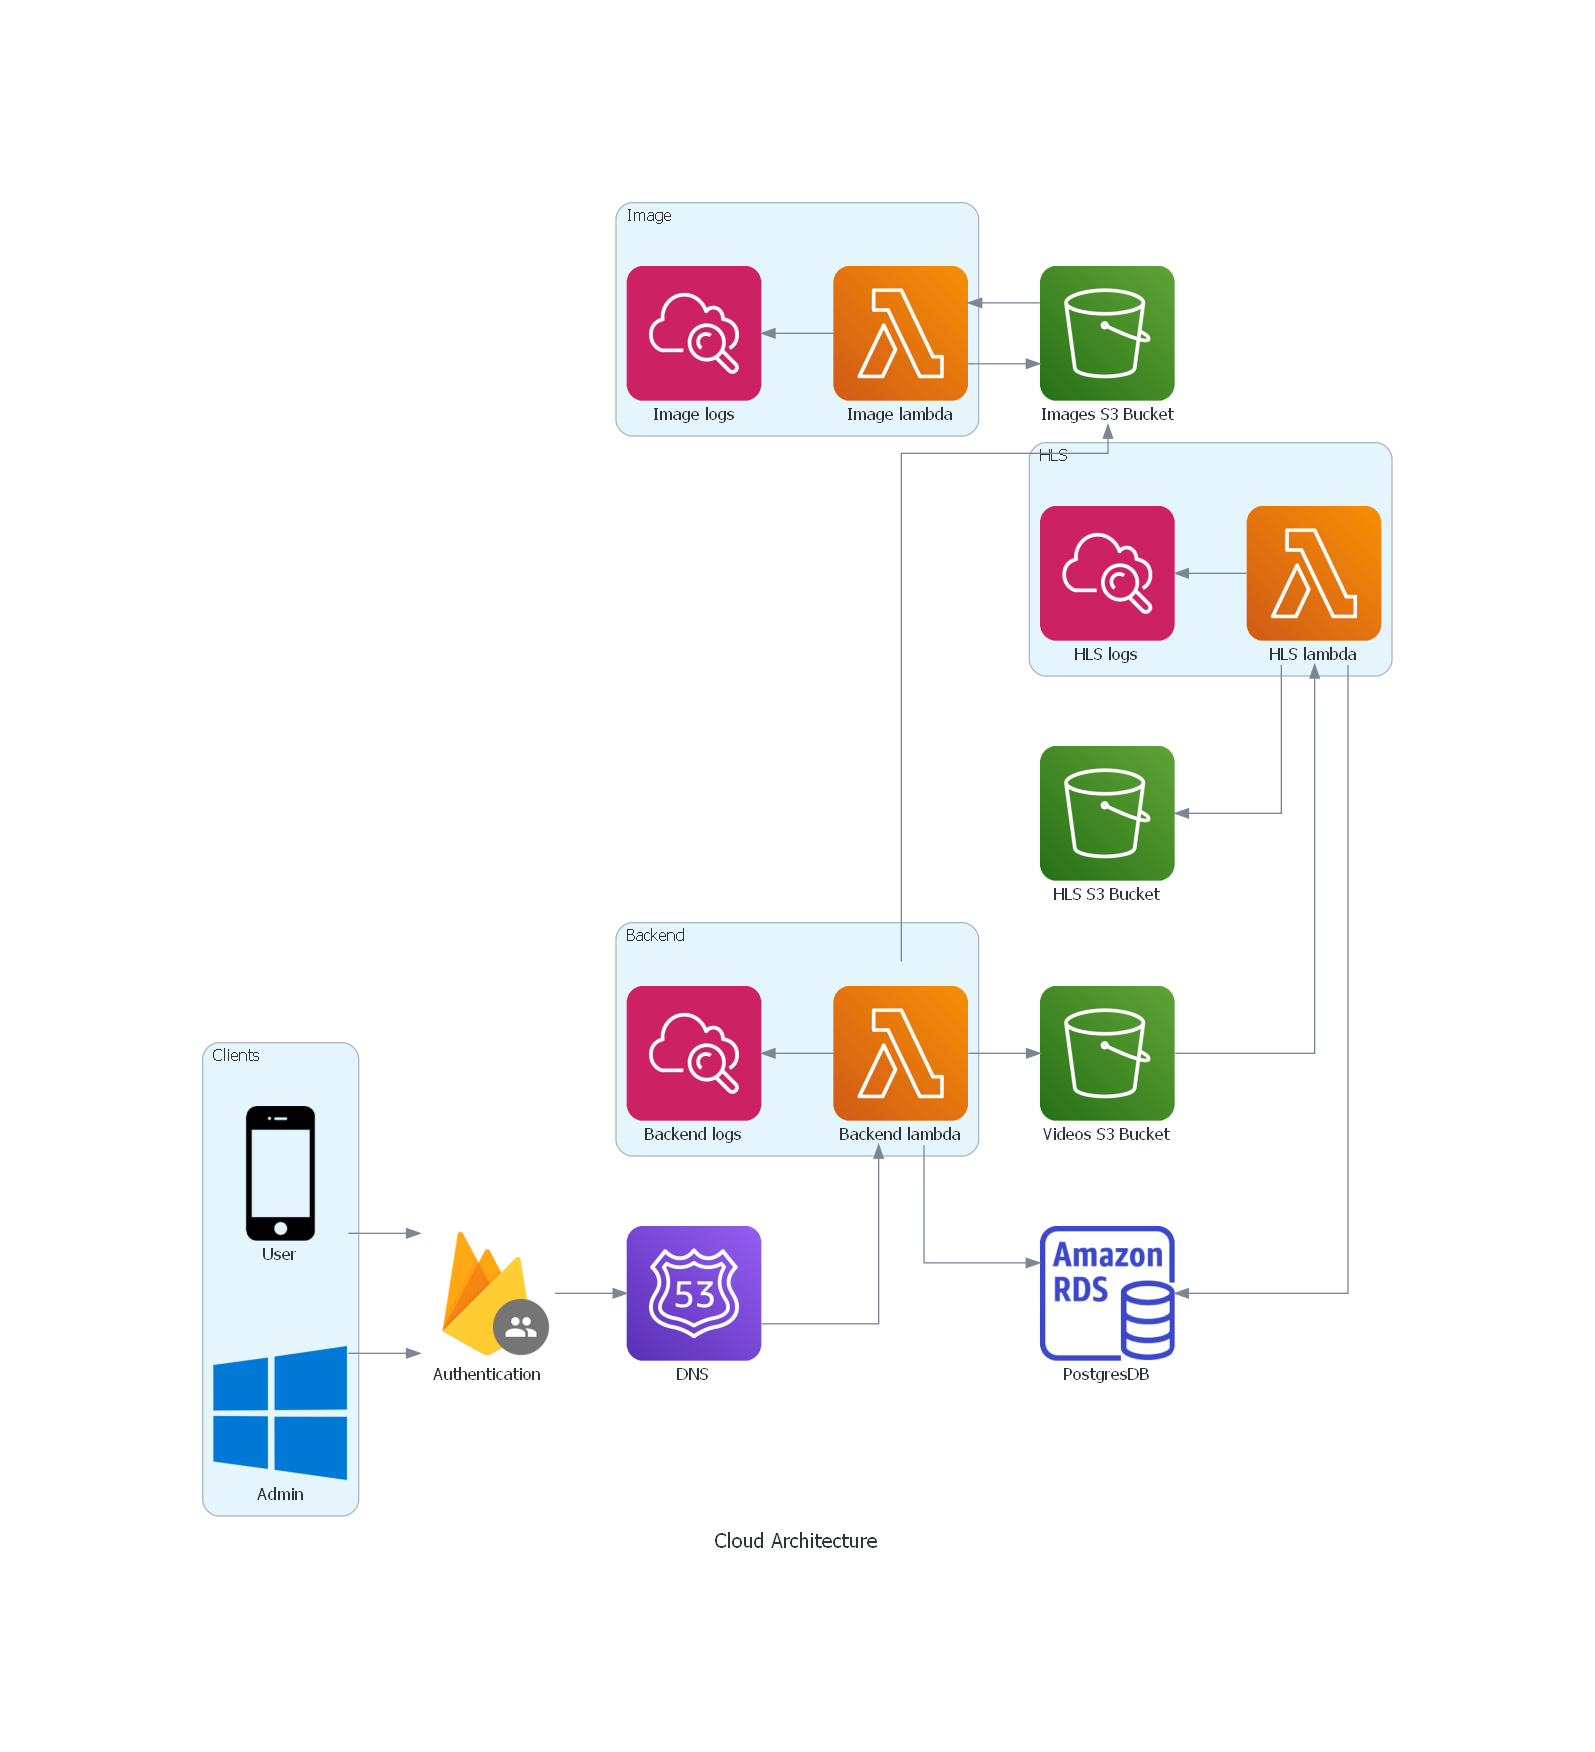 Image
Image logs
Image lambda
Images S3 Bucket
HLS
HLS logs
HLS lambda
HLS S3 Bucket
Backend
Backend logs
Backend lambda
Videos S3 Bucket
Clients
User
Admin
Authentication
53
DNS
Amazon
RDS
PostgresDB
Cloud Architecture